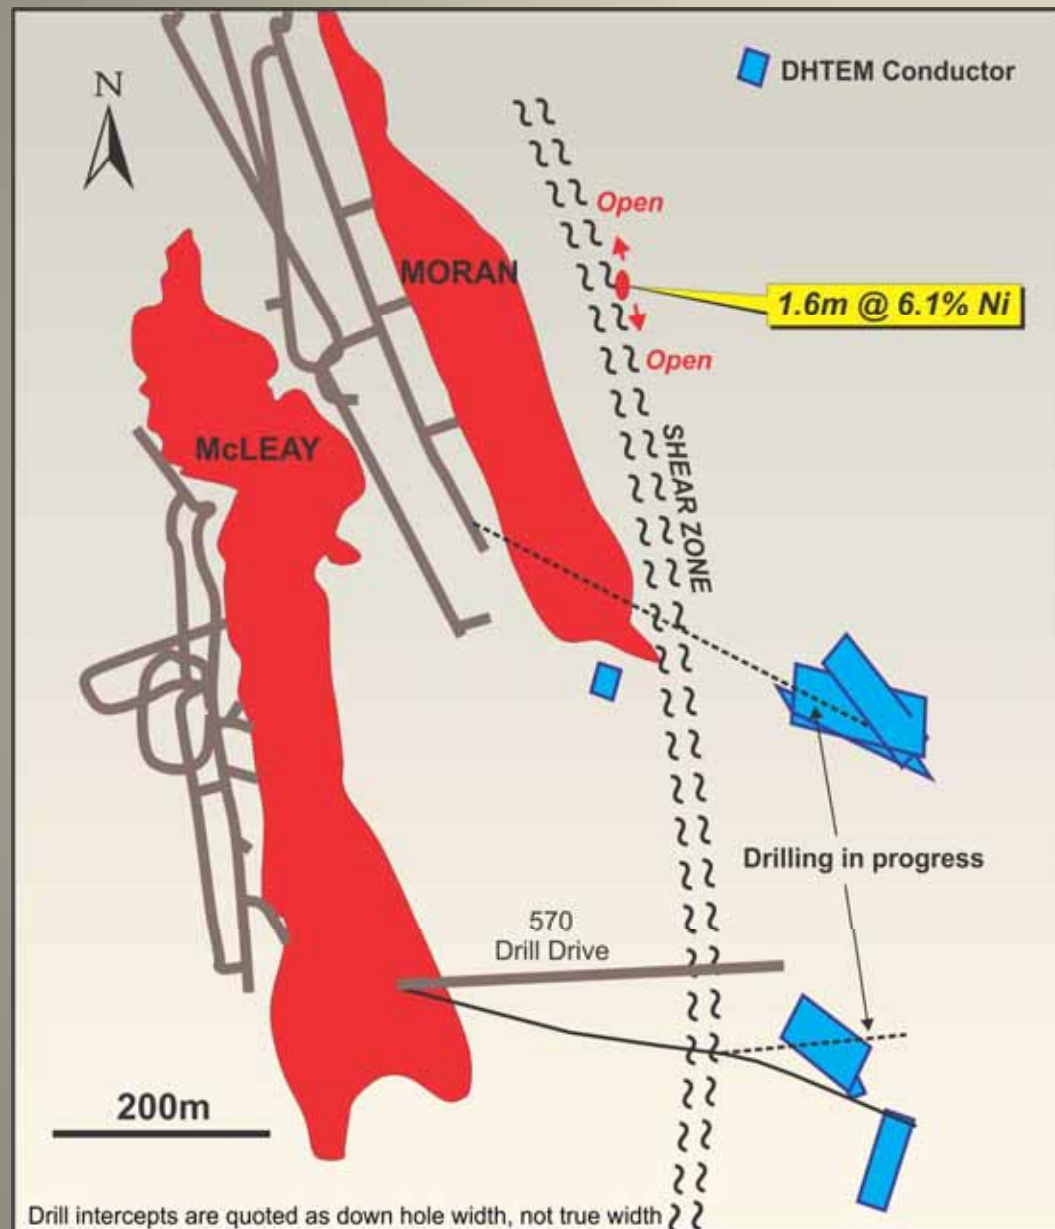 N
DHTEM Conductor
Open
MORAN
1.6m @ 6.1% Ni
Open
McLEAY
SHEAR ZONE
Drilling in progress
570
Drill Drive
200m
Drill intercepts are quoted as down hole width, not true width